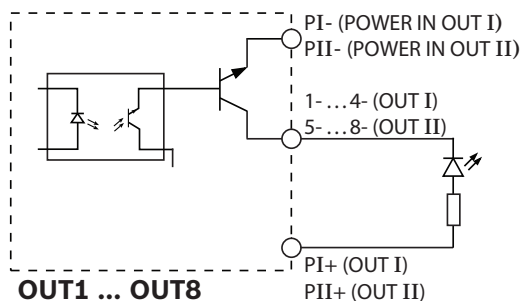 PI- (POWER IN OUT I)
PII- (POWER IN OUT II)
1- ...4- (OUT I)
5- ...8- (OUT II)
PI+ (OUT I)
PII+ (OUT II)
OUT1 ... OUT8